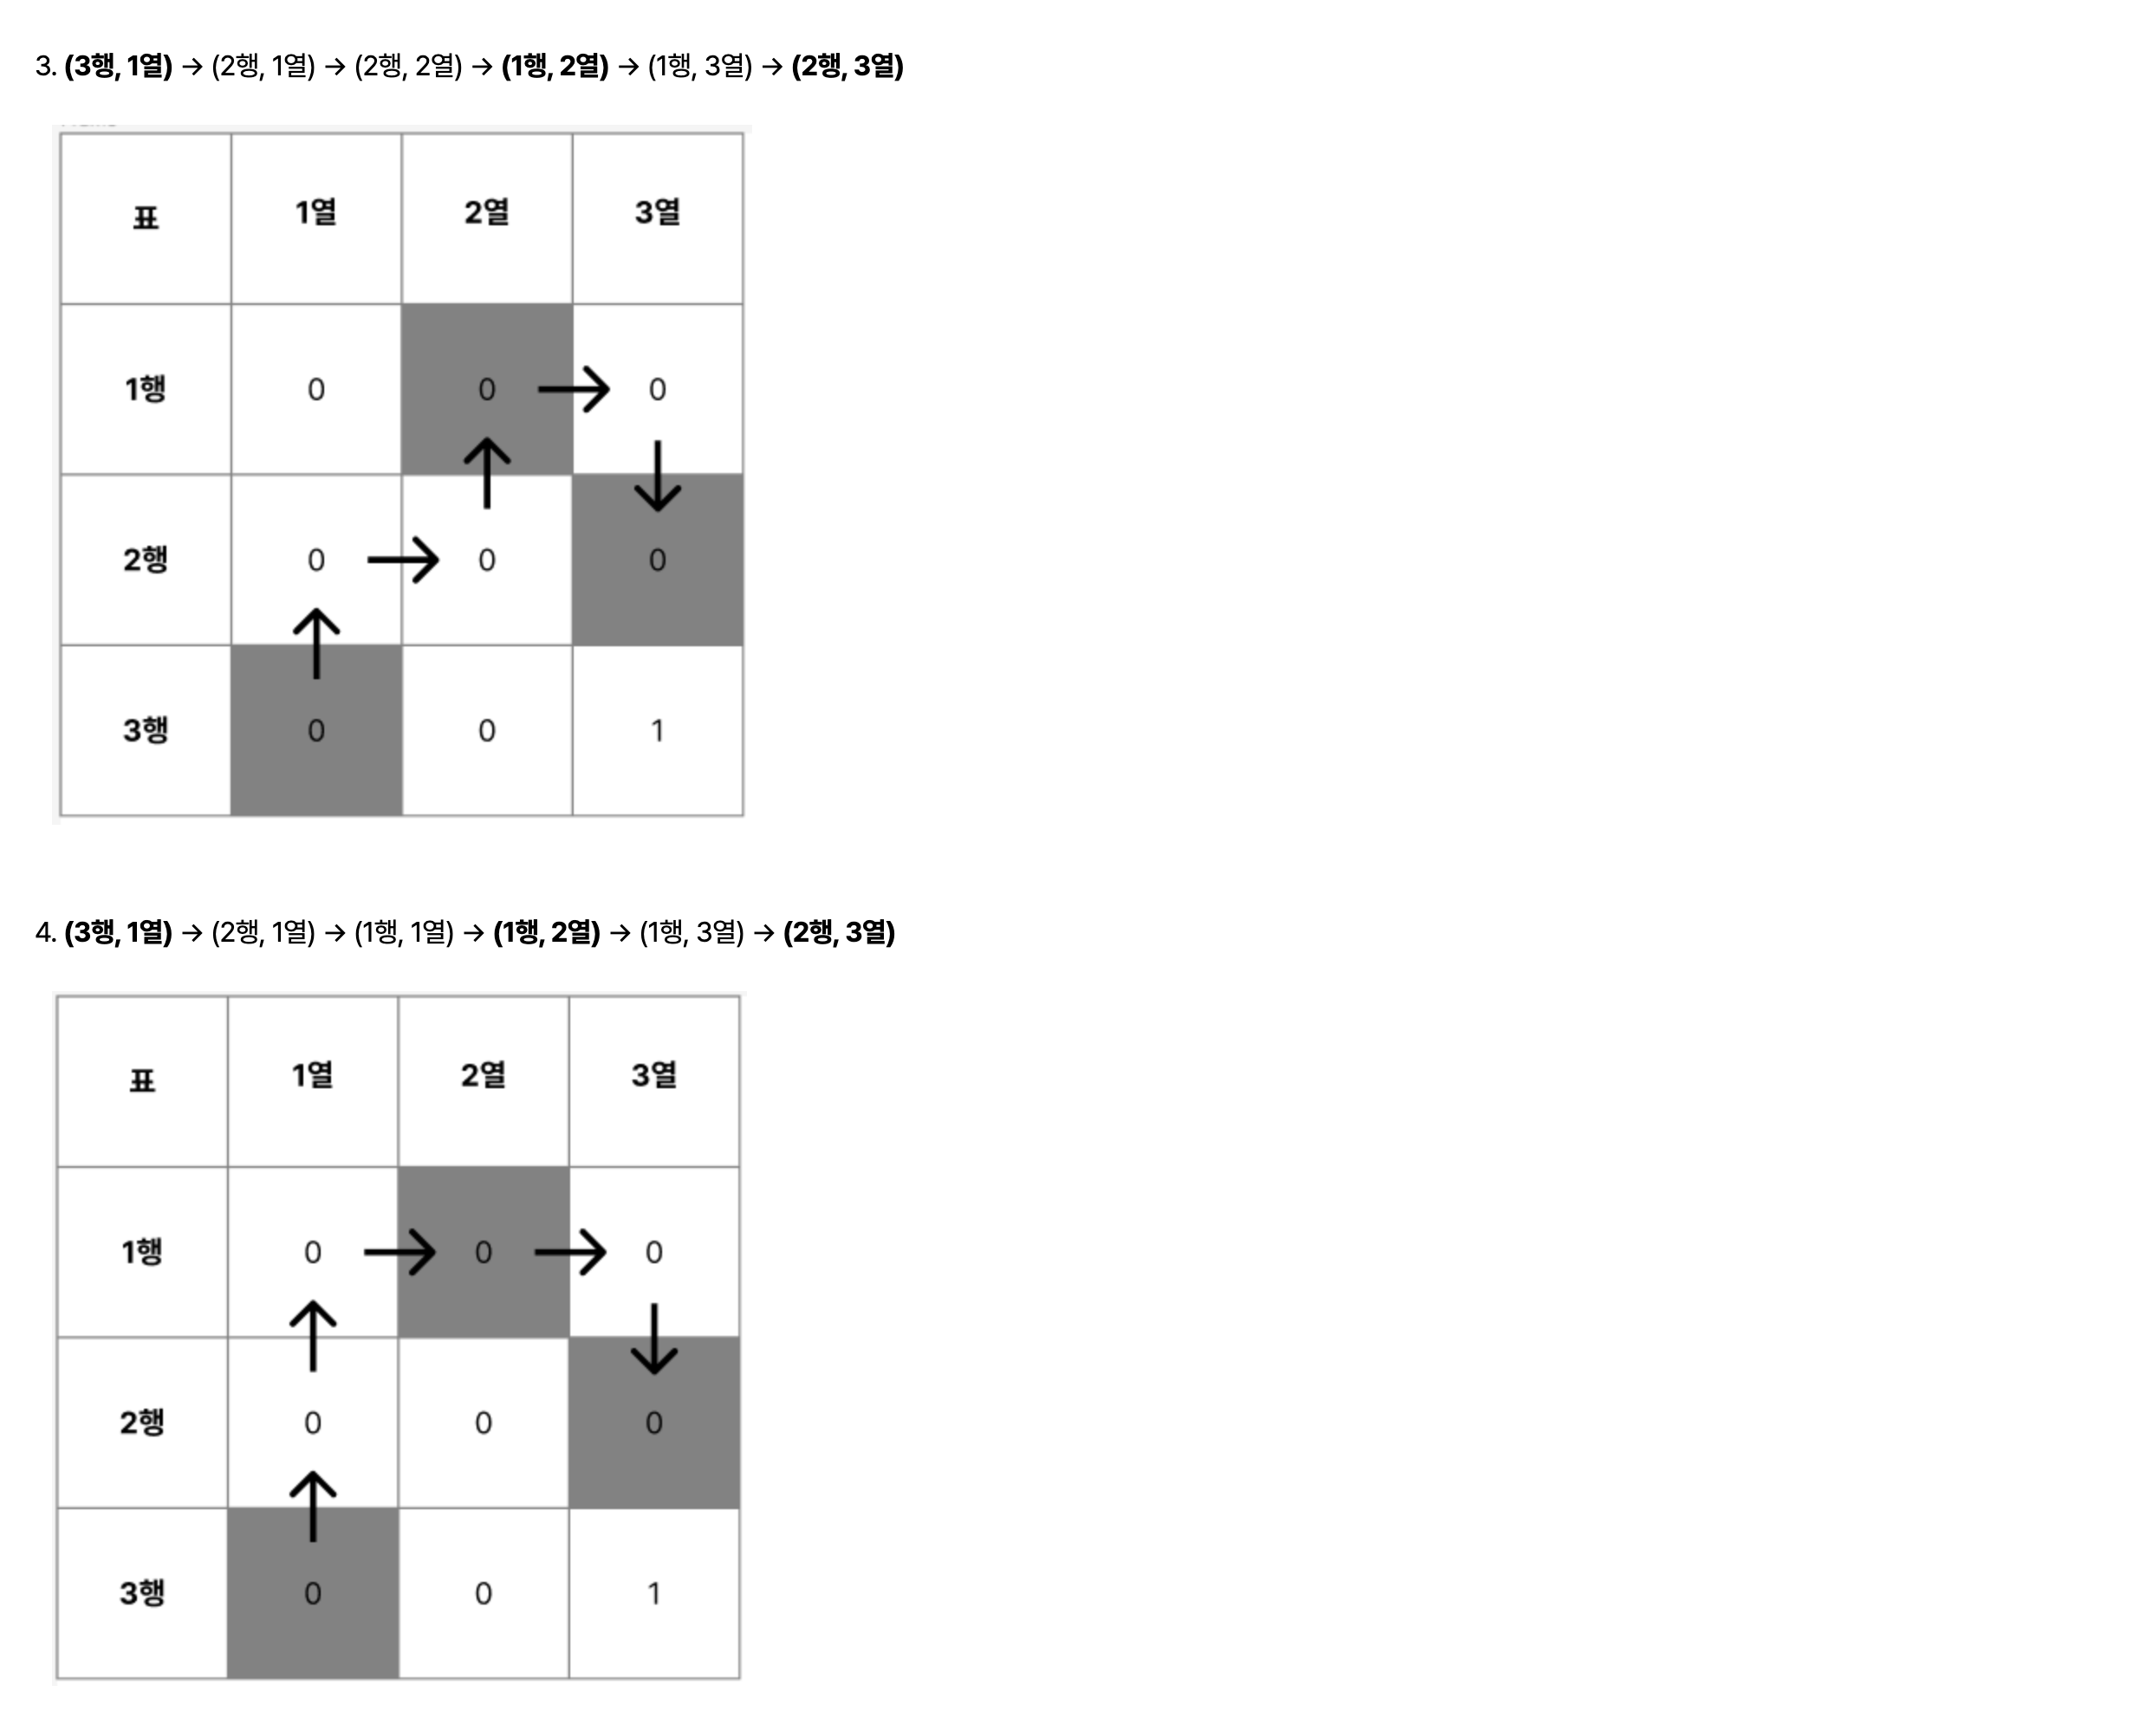 3. (3행, 1열) → (2행, 1열) → (2행, 2열) → (1행, 2열) → (1행, 3열) → (2행, 3열)
표 1열 2열 3열
1행 0 0 0
2행 0 0 0
3행 0 0 1
4. (3행, 1열) → (2행, 1열) → (1행, 1열) → (1행, 2열) → (1행, 3열) → (2행, 3열)
표 1열 2열 3열
1행 0 0 0
2행 0 0 0
3행 0 0 1